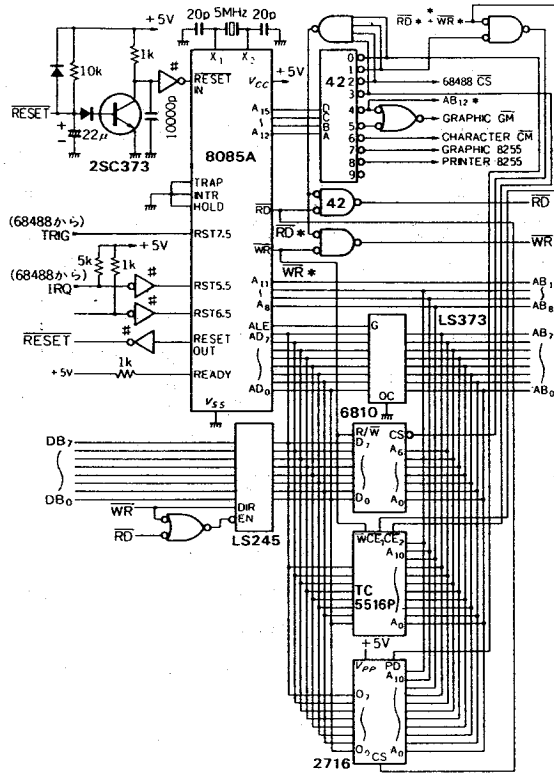 20p 5MHz 20p
+5V
1k
10k
#
RESET
+
22μ
2SC373
10000p
X1 X2
RESET
IN
VCC
+5V
A15
A12
8085A
TRAP
INTR
HOLD
(68488から)
TRIG
RST7.5
+5V
5k 1k
(68488から)
IRQ
#
RST5.5
#
RST6.5
RESET
#
RESET
OUT
+5V
1k
READY
VSS
RD
WR
A11
A8
ALE
AD7
AD0
RD* + WR*
*
42
42
D
C
B
A
0
1
2
3
4
5
6
7
8
9
68488 CS
AB12*
GRAPHIC GM
CHARACTER CM
GRAPHIC 8255
PRINTER 8255
42
RD
RD*
WR
WR*
AB1
AB8
LS373
G
OC
AB7
AB0
6810
R/W CS
D7 A6
D0 A0
DB7
DB0
WR
RD
DIR
EN
LS245
W CE1 CE2
A10
TC
5516P
A0
+5V
VPP PD
A10
O7
O0 CS A0
2716